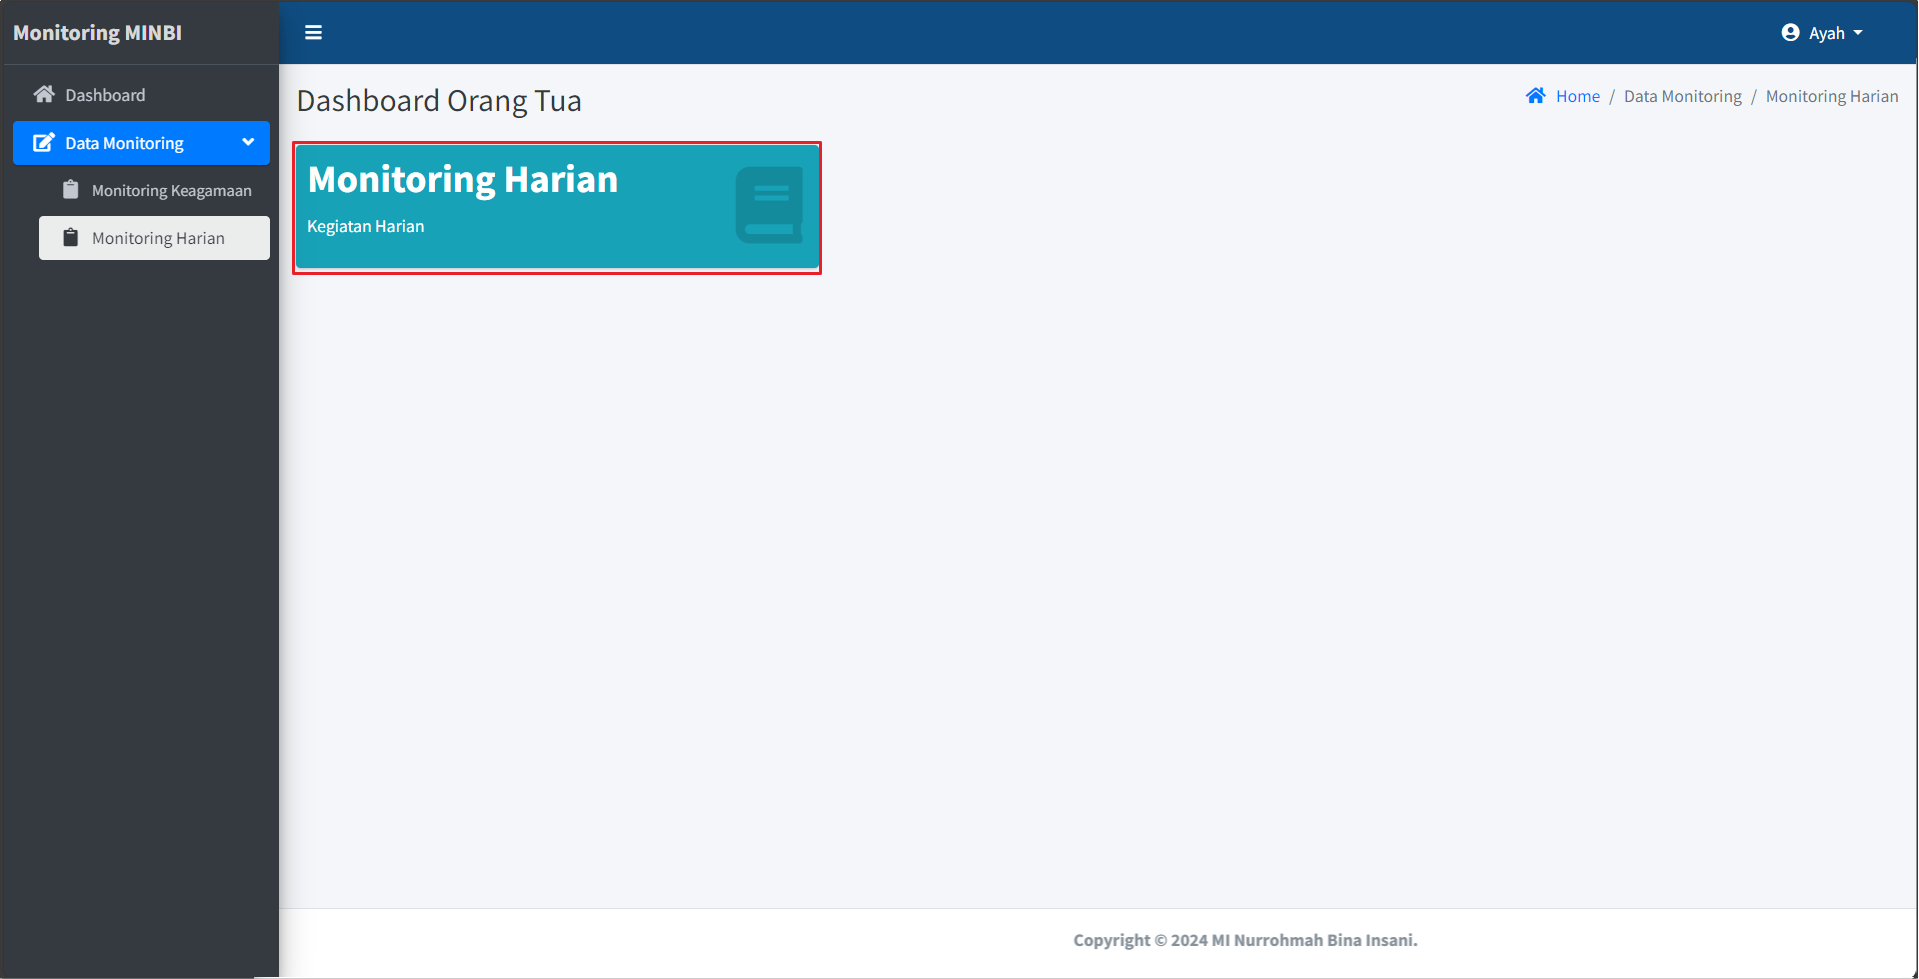 Monitoring MINBI
Ayah
Dashboard
Data Monitoring
Monitoring Keagamaan
Monitoring Harian
Dashboard Orang Tua
Home / Data Monitoring / Monitoring Harian
Monitoring Harian
Kegiatan Harian
Copyright © 2024 MI Nurrohmah Bina Insani.